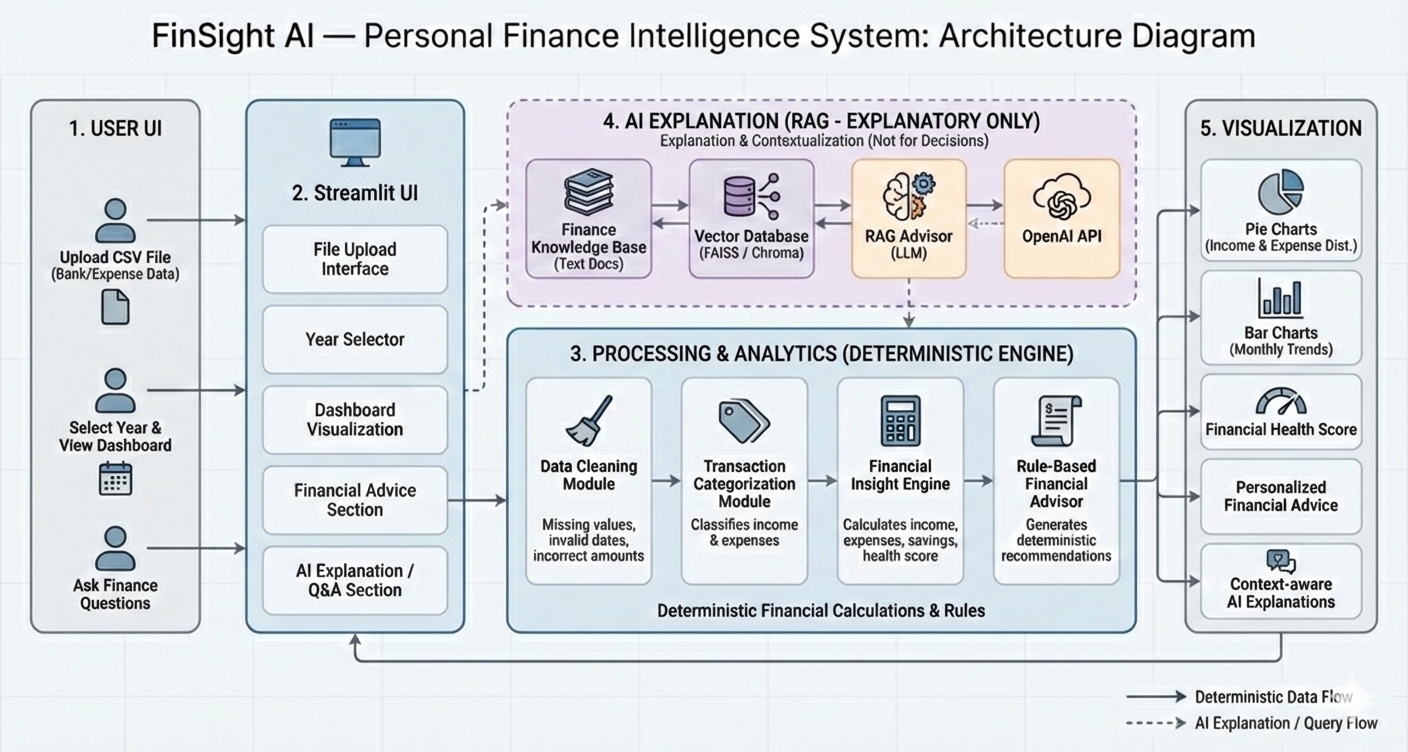 FinSight AI — Personal Finance Intelligence System: Architecture Diagram
1. USER UI
Upload CSV File
(Bank/Expense Data)
Select Year &
View Dashboard
Ask Finance
Questions
2. Streamlit UI
File Upload
Interface
Year Selector
Dashboard
Visualization
Financial Advice
Section
AI Explanation /
Q&A Section
4. AI EXPLANATION (RAG - EXPLANATORY ONLY)
Explanation & Contextualization (Not for Decisions)
Finance
Knowledge Base
(Text Docs)
Vector Database
(FAISS / Chroma)
RAG Advisor
(LLM)
OpenAI API
3. PROCESSING & ANALYTICS (DETERMINISTIC ENGINE)
Data Cleaning
Module
Missing values,
invalid dates,
incorrect amounts
Transaction
Categorization
Module
Classifies income
& expenses
Financial
Insight Engine
Calculates income,
expenses, savings,
health score
Rule-Based
Financial
Advisor
Generates
deterministic
recommendations
Deterministic Financial Calculations & Rules
5. VISUALIZATION
Pie Charts
(Income & Expense Dist.)
Bar Charts
(Monthly Trends)
Financial Health Score
Personalized
Financial Advice
Context-aware
AI Explanations
Deterministic Data Flow
AI Explanation / Query Flow